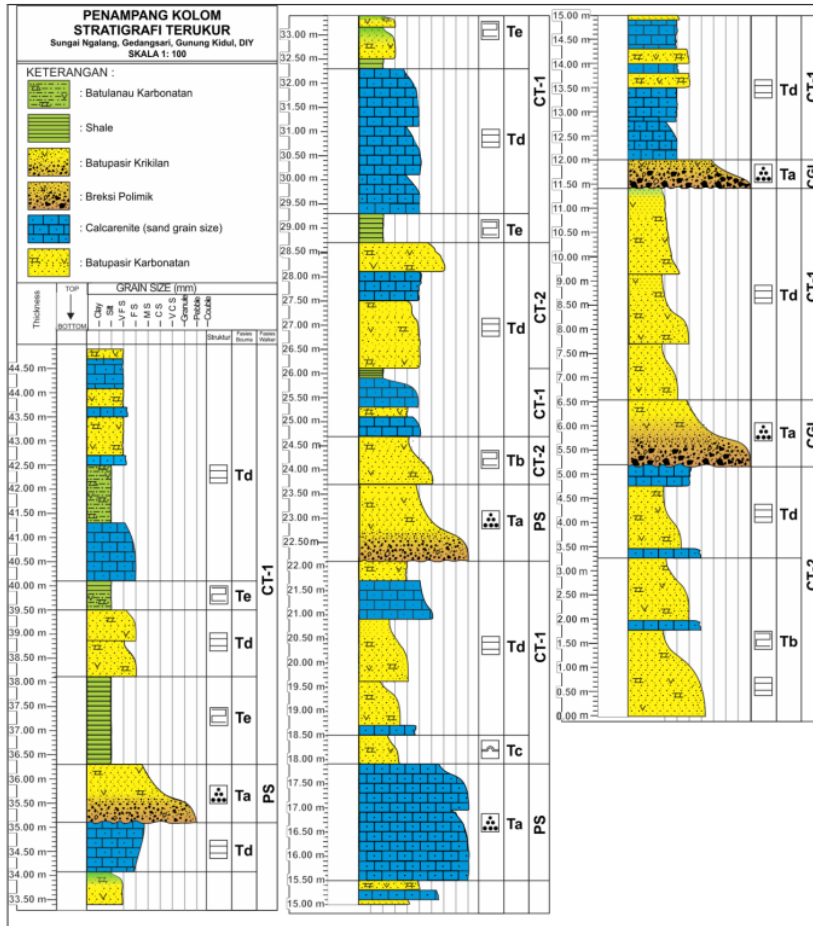 PENAMPANG KOLOM
STRATIGRAFI TERUKUR
Sungai Ngalang, Gedangsari, Gunung Kidul, DIY
SKALA 1: 100
KETERANGAN :
: Batulanau Karbonatan
: Shale
: Batupasir Krikilan
: Breksi Polimik
: Calcarenite (sand grain size)
: Batupasir Karbonatan
Thickness
TOP
BOTTOM
GRAIN SIZE (mm)
Clay
Silt
V F S
F S
M S
C S
V C S
Granule
Pebble
Couble
Struktur
Fasies Bouma
Fasies Walker
44.50 m
44.00 m
43.50 m
43.00 m
42.50 m
42.00 m
41.50 m
41.00 m
40.50 m
40.00 m
39.50 m
39.00 m
38.50 m
38.00 m
37.50 m
37.00 m
36.50 m
36.00 m
35.50 m
35.00 m
34.50 m
34.00 m
33.50 m
Td
Te
Td
Te
Ta
Td
CT-1
PS
33.00 m
32.50 m
32.00 m
31.50 m
31.00 m
30.50 m
30.00 m
29.50 m
29.00 m
28.50 m
28.00 m
27.50 m
27.00 m
26.50 m
26.00 m
25.50 m
25.00 m
24.50 m
24.00 m
23.50 m
23.00 m
22.50 m
22.00 m
21.50 m
21.00 m
20.50 m
20.00 m
19.50 m
19.00 m
18.50 m
18.00 m
17.50 m
17.00 m
16.50 m
16.00 m
15.50 m
15.00 m
Te
Td
Te
Td
Tb
Ta
Td
Tc
Ta
CT-1
CT-2
CT-1
CT-2
PS
CT-1
PS
15.00 m
14.50 m
14.00 m
13.50 m
13.00 m
12.50 m
12.00 m
11.50 m
11.00 m
10.50 m
10.00 m
9.50 m
9.00 m
8.50 m
8.00 m
7.50 m
7.00 m
6.50 m
6.00 m
5.50 m
5.00 m
4.50 m
4.00 m
3.50 m
3.00 m
2.50 m
2.00 m
1.50 m
1.00 m
0.50 m
0.00 m
Td
Ta
Td
Ta
Td
Tb
CT-1
CGL
CT-1
CGL
CT-2